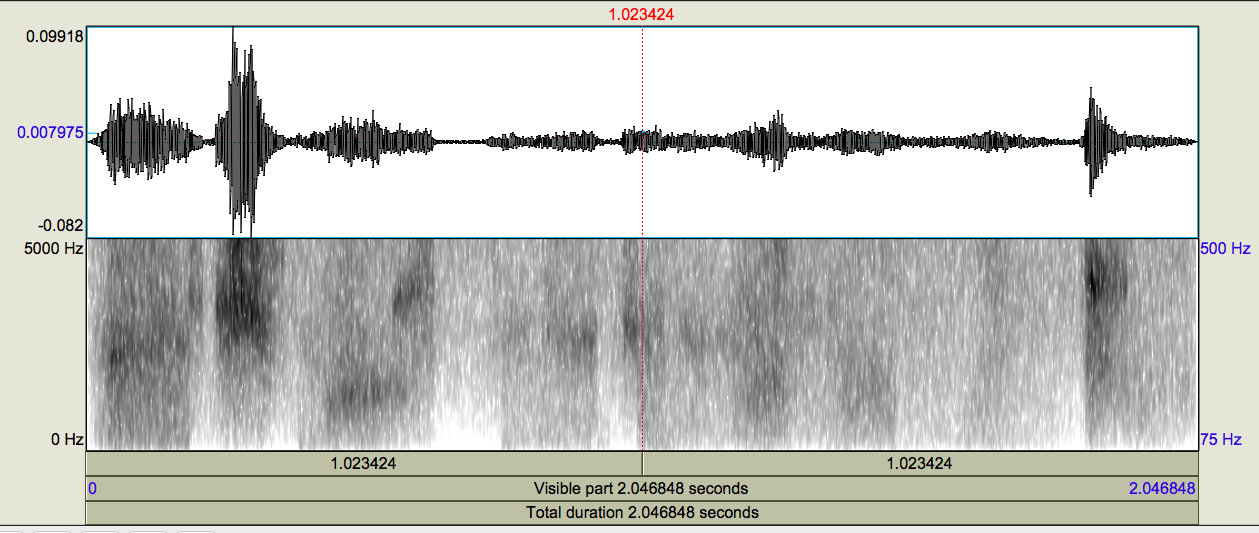 1.023424
0.09918
0.007975
-0.082
5000 Hz 500 Hz
0 Hz 75 Hz
1.023424 1.023424
0 Visible part 2.046848 seconds 2.046848
Total duration 2.046848 seconds